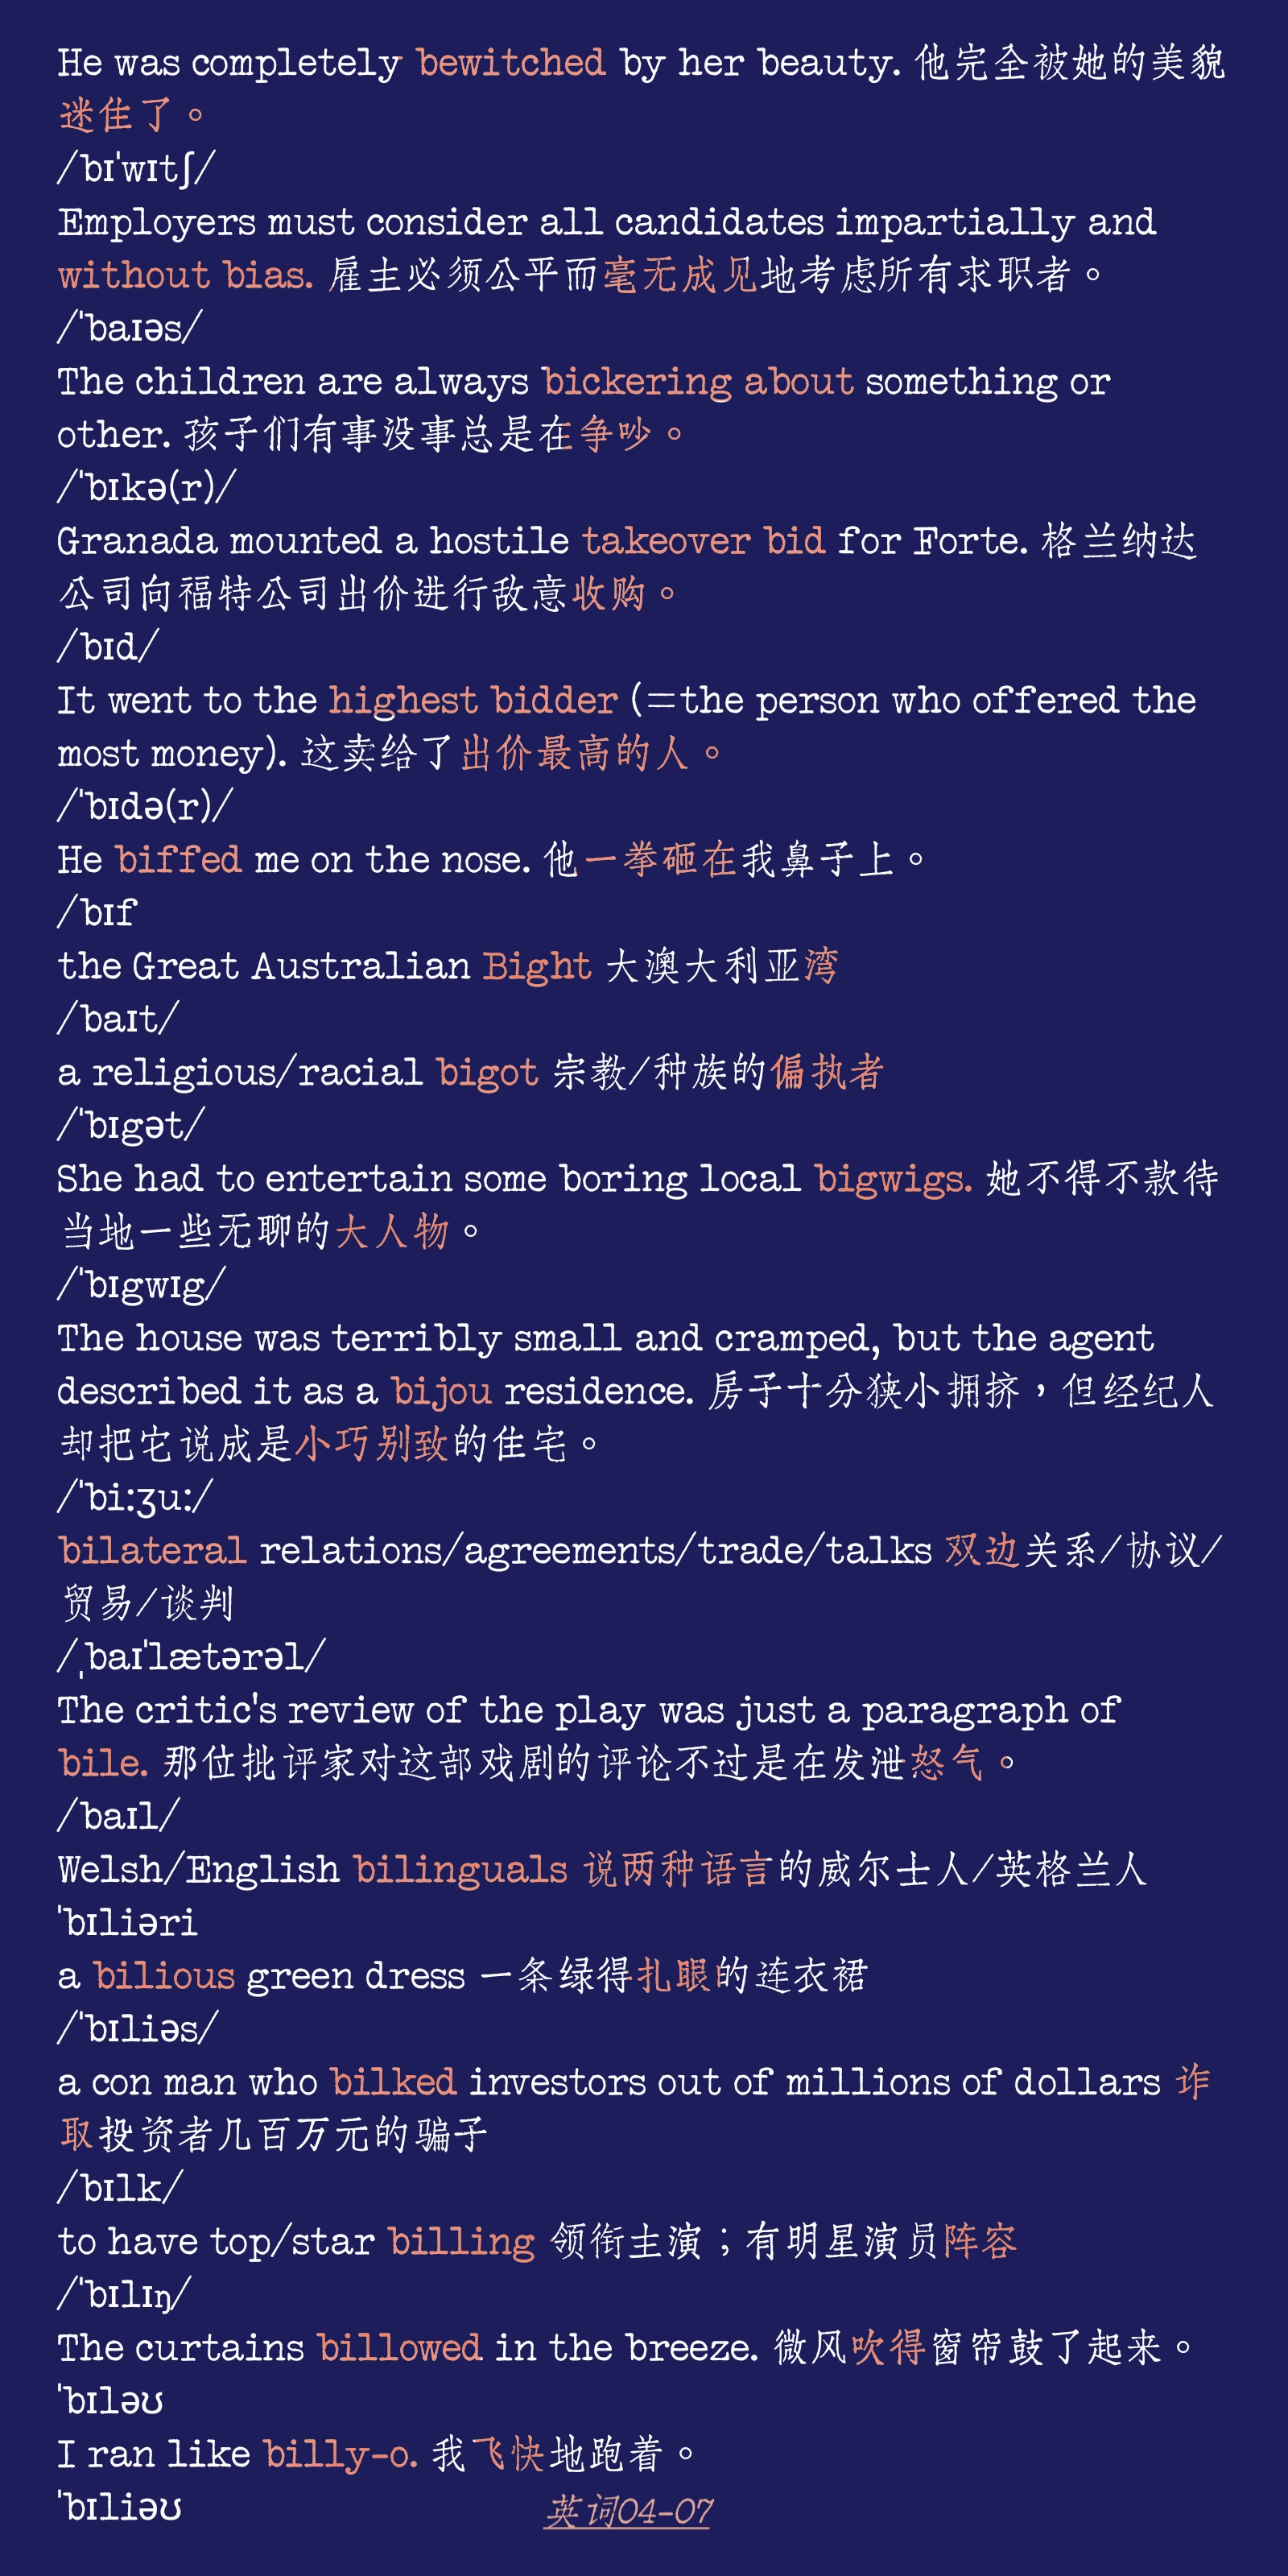 He was completely bewitched by her beauty. 他完全被她的美貌
迷住了。
/bɪˈwɪtʃ/
Employers must consider all candidates impartially and
without bias. 雇主必须公平而毫无成见地考虑所有求职者。
/ˈbaɪəs/
The children are always bickering about something or
other. 孩子们有事没事总是在争吵。
/ˈbɪkə(r)/
Granada mounted a hostile takeover bid for Forte. 格兰纳达
公司向福特公司出价进行敌意收购。
/bɪd/
It went to the highest bidder (=the person who offered the
most money). 这卖给了出价最高的人。
/ˈbɪdə(r)/
He biffed me on the nose. 他一拳砸在我鼻子上。
/bɪf
the Great Australian Bight 大澳大利亚湾
/baɪt/
a religious/racial bigot 宗教/种族的偏执者
/ˈbɪɡət/
She had to entertain some boring local bigwigs. 她不得不款待
当地一些无聊的大人物。
/ˈbɪɡwɪɡ/
The house was terribly small and cramped, but the agent
described it as a bijou residence. 房子十分狭小拥挤，但经纪人
却把它说成是小巧别致的住宅。
/ˈbiːʒuː/
bilateral relations/agreements/trade/talks 双边关系/协议/
贸易/谈判
/ˌbaɪˈlætərəl/
The critic's review of the play was just a paragraph of
bile. 那位批评家对这部戏剧的评论不过是在发泄怒气。
/baɪl/
Welsh/English bilinguals 说两种语言的威尔士人/英格兰人
ˈbɪliəri
a bilious green dress 一条绿得扎眼的连衣裙
/ˈbɪliəs/
a con man who bilked investors out of millions of dollars 诈
取投资者几百万元的骗子
/bɪlk/
to have top/star billing 领衔主演；有明星演员阵容
/ˈbɪlɪŋ/
The curtains billowed in the breeze. 微风吹得窗帘鼓了起来。
ˈbɪləʊ
I ran like billy-o. 我飞快地跑着。
ˈbɪliəʊ
英词04-07